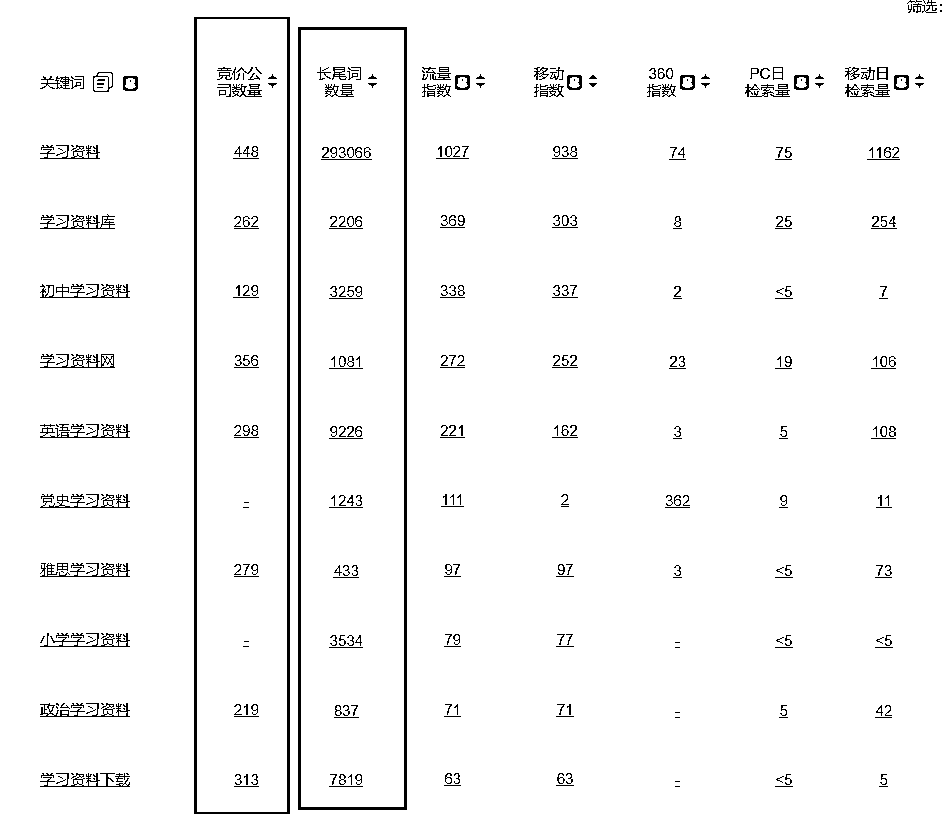 筛选:
关键词 竞价公司数量 长尾词数量 流量指数 移动指数 360指数 PC日检索量 移动日检索量
学习资料 448 293066 1027 938 74 75 1162
学习资料库 262 2206 369 303 8 25 254
初中学习资料 129 3259 338 337 2 <5 7
学习资料网 356 1081 272 252 23 19 106
英语学习资料 298 9226 221 162 3 5 108
党史学习资料 - 1243 111 2 362 9 11
雅思学习资料 279 433 97 97 3 <5 73
小学学习资料 - 3534 79 77 - <5 <5
政治学习资料 219 837 71 71 - 5 42
学习资料下载 313 7819 63 63 - <5 5